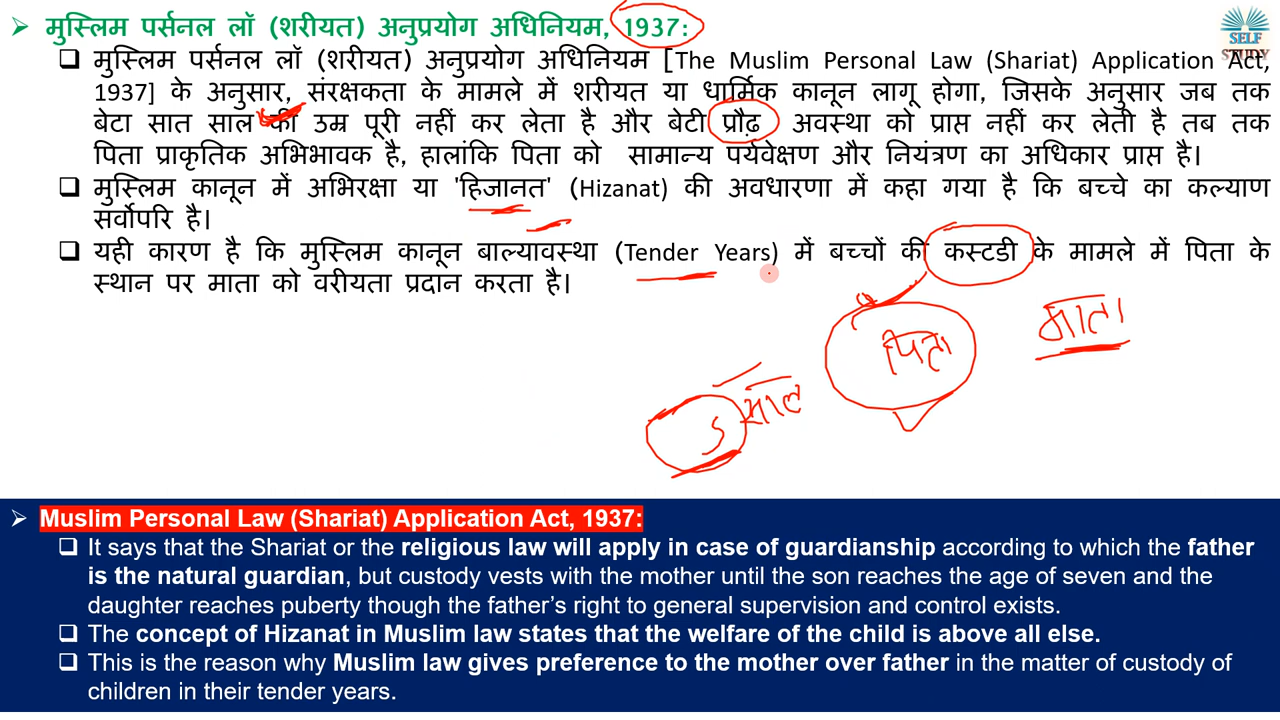 ➢ मुस्लिम पर्सनल लॉ (शरीयत) अनुप्रयोग अधिनियम, 1937:
SELF
STUDY
❑ मुस्लिम पर्सनल लॉ (शरीयत) अनुप्रयोग अधिनियम [The Muslim Personal Law (Shariat) Application Act,
1937] के अनुसार, संरक्षकता के मामले में शरीयत या धार्मिक कानून लागू होगा, जिसके अनुसार जब तक
बेटा सात साल की उम्र पूरी नहीं कर लेता है और बेटी प्रौढ़ अवस्था को प्राप्त नहीं कर लेती है तब तक
पिता प्राकृतिक अभिभावक है, हालांकि पिता को सामान्य पर्यवेक्षण और नियंत्रण का अधिकार प्राप्त है।
❑ मुस्लिम कानून में अभिरक्षा या 'हिजानत' (Hizanat) की अवधारणा में कहा गया है कि बच्चे का कल्याण
सर्वोपरि है।
❑ यही कारण है कि मुस्लिम कानून बाल्यावस्था (Tender Years) में बच्चों की कस्टडी के मामले में पिता के
स्थान पर माता को वरीयता प्रदान करता है।
माता
पिता
साल
➢ Muslim Personal Law (Shariat) Application Act, 1937:
❑ It says that the Shariat or the religious law will apply in case of guardianship according to which the father
is the natural guardian, but custody vests with the mother until the son reaches the age of seven and the
daughter reaches puberty though the father's right to general supervision and control exists.
❑ The concept of Hizanat in Muslim law states that the welfare of the child is above all else.
❑ This is the reason why Muslim law gives preference to the mother over father in the matter of custody of
children in their tender years.